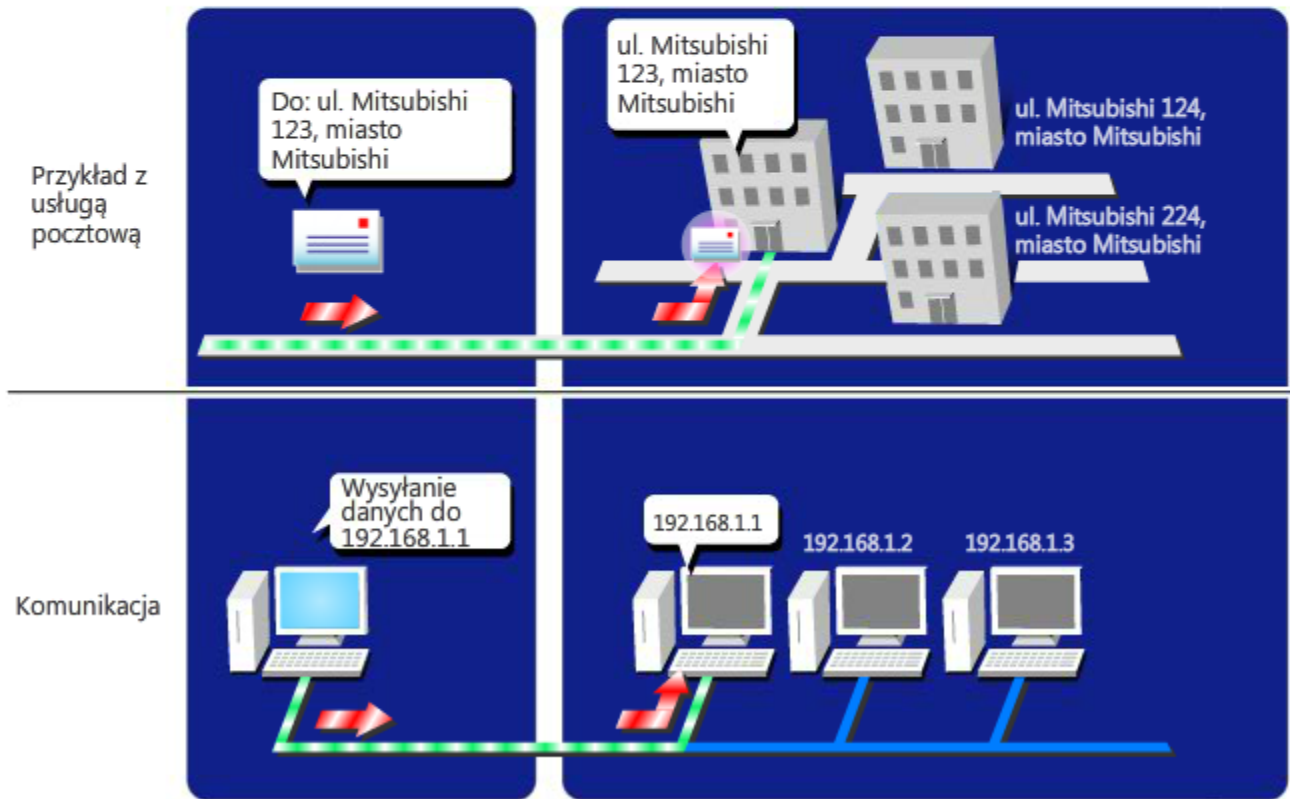 Przykład z
usługą
pocztową
Do: ul. Mitsubishi
123, miasto
Mitsubishi
ul. Mitsubishi
123, miasto
Mitsubishi
ul. Mitsubishi 124,
miasto Mitsubishi
ul. Mitsubishi 224,
miasto Mitsubishi
Komunikacja
Wysyłanie
danych do
192.168.1.1
192.168.1.1
192.168.1.2
192.168.1.3